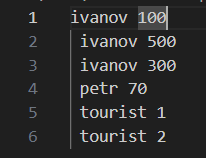 1 ivanov 100
2 ivanov 500
3 ivanov 300
4 petr 70
5 tourist 1
6 tourist 2